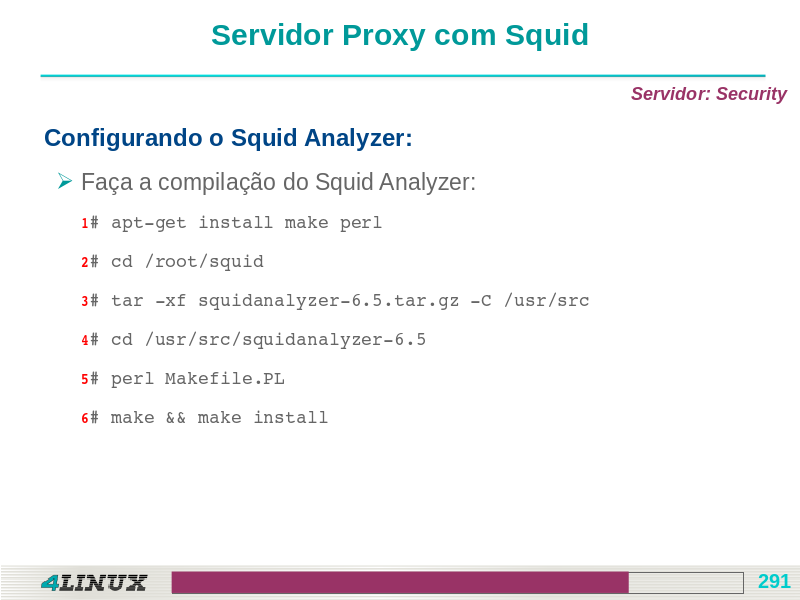 Servidor Proxy com Squid
Servidor: Security
Configurando o Squid Analyzer:
Faça a compilação do Squid Analyzer:
1# apt-get install make perl
2# cd /root/squid
3# tar -xf squidanalyzer-6.5.tar.gz -C /usr/src
4# cd /usr/src/squidanalyzer-6.5
5# perl Makefile.PL
6# make && make install
4LINUX
291